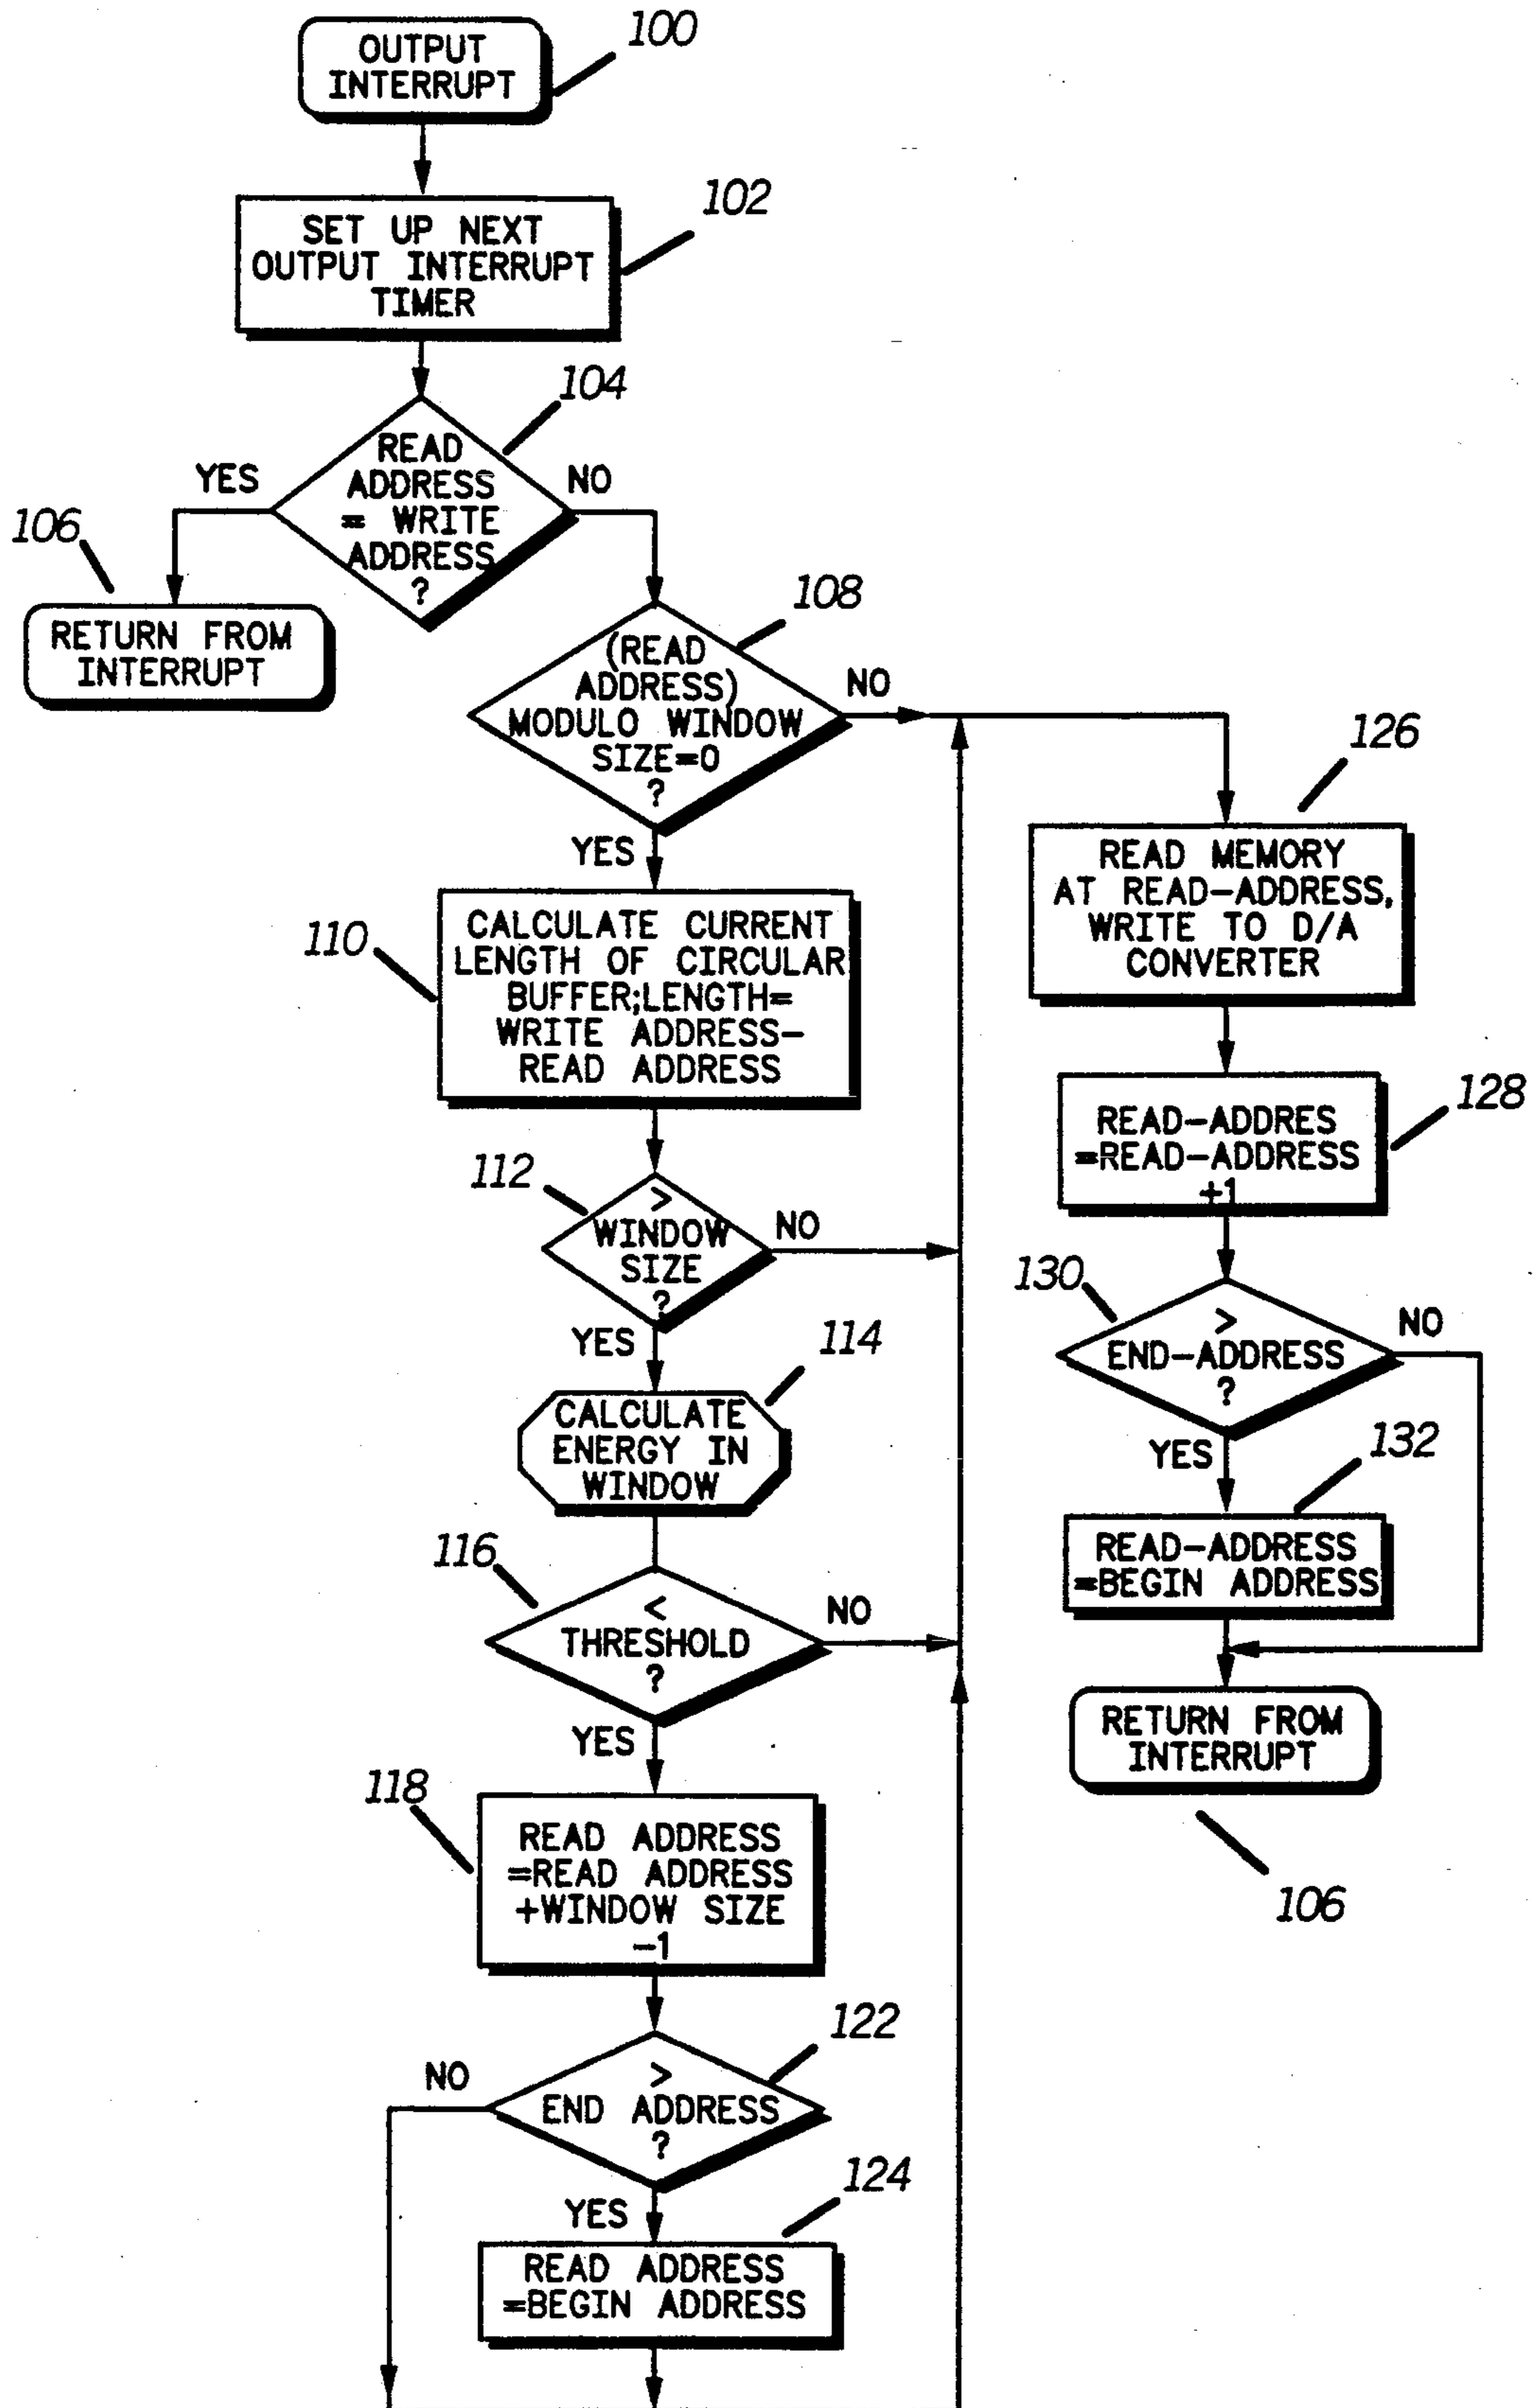 OUTPUT
INTERRUPT
100
SET UP NEXT
OUTPUT INTERRUPT
TIMER
102
READ
ADDRESS
= WRITE
ADDRESS
?
104
YES
NO
106
RETURN FROM
INTERRUPT
(READ
ADDRESS)
MODULO WINDOW
SIZE=0
?
108
NO
YES
110
CALCULATE CURRENT
LENGTH OF CIRCULAR
BUFFER;LENGTH=
WRITE ADDRESS-
READ ADDRESS
112
>
WINDOW
SIZE
?
NO
YES
114
CALCULATE
ENERGY IN
WINDOW
116
<
THRESHOLD
?
NO
YES
118
READ ADDRESS
=READ ADDRESS
+WINDOW SIZE
-1
122
>
END ADDRESS
?
NO
YES
124
READ ADDRESS
=BEGIN ADDRESS
126
READ MEMORY
AT READ-ADDRESS,
WRITE TO D/A
CONVERTER
128
READ-ADDRES
=READ-ADDRESS
+1
130
>
END-ADDRESS
?
NO
YES
132
READ-ADDRESS
=BEGIN ADDRESS
RETURN FROM
INTERRUPT
106